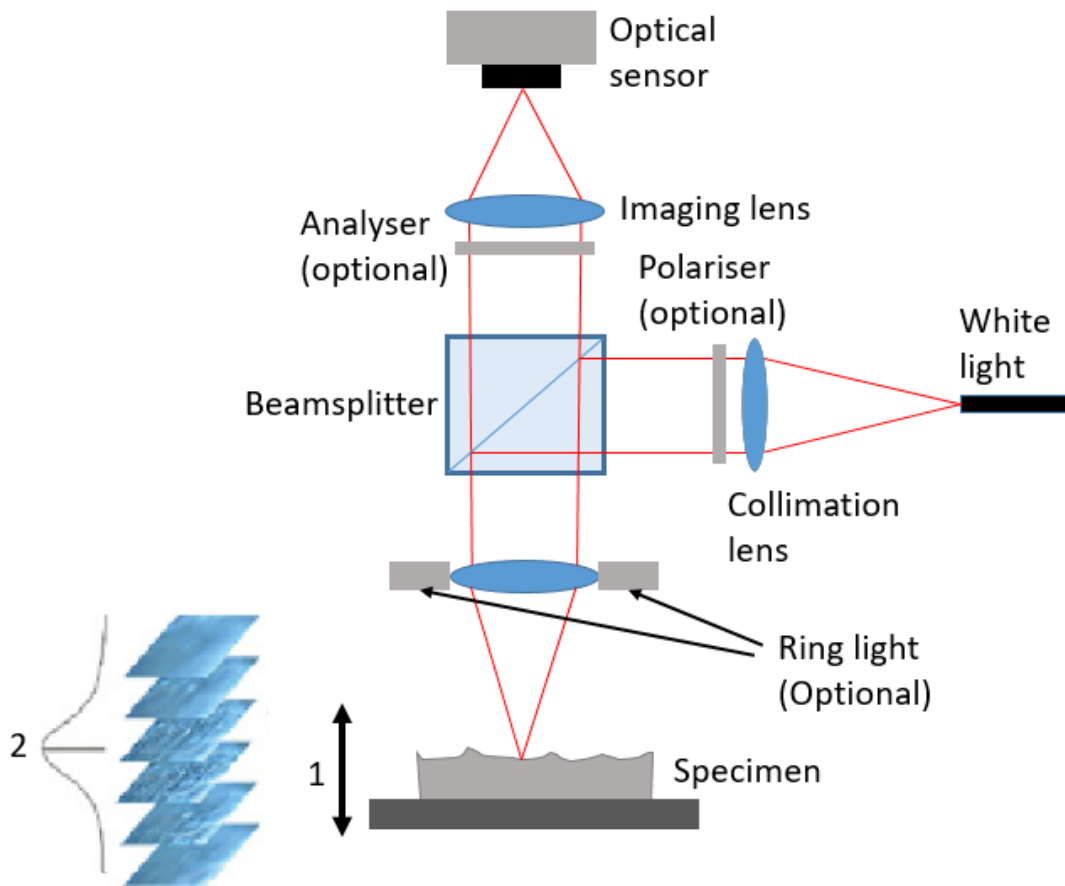 Optical
sensor
Imaging lens
Analyser
(optional)
Polariser
(optional)
White
light
Beamsplitter
Collimation
lens
Ring light
(Optional)
2
1
Specimen